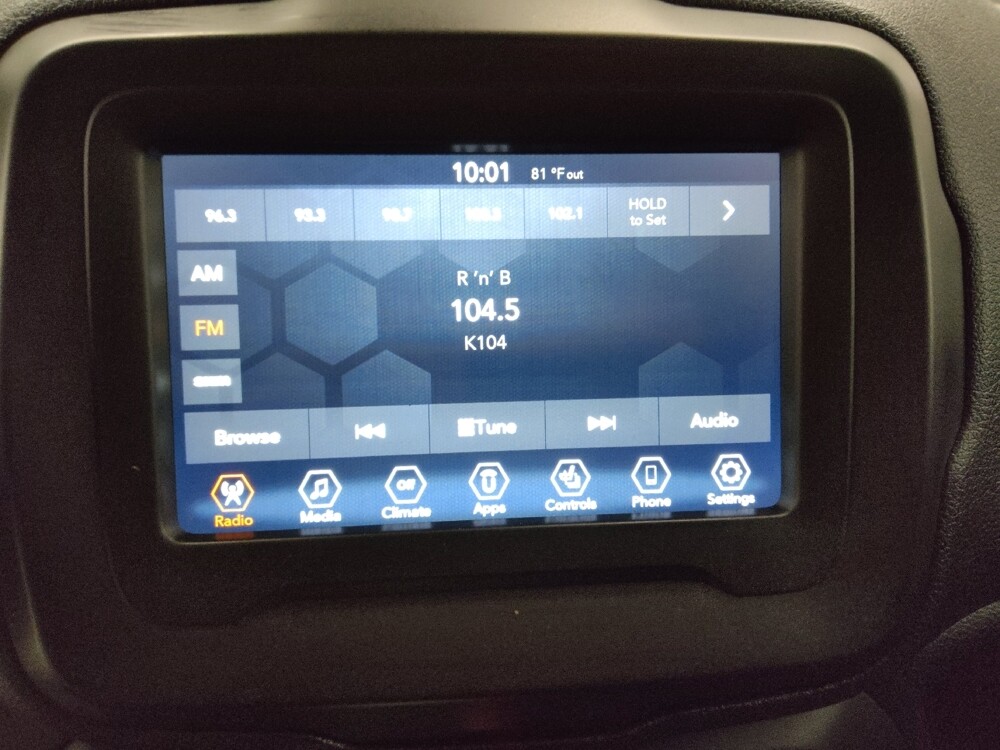 10:01 81 °F out
96.3 93.3 102.1 HOLD to Set
AM
R 'n' B
FM
104.5
K104
Browse Tune Audio
Off
Radio Media Climate Apps Controls Phone Settings